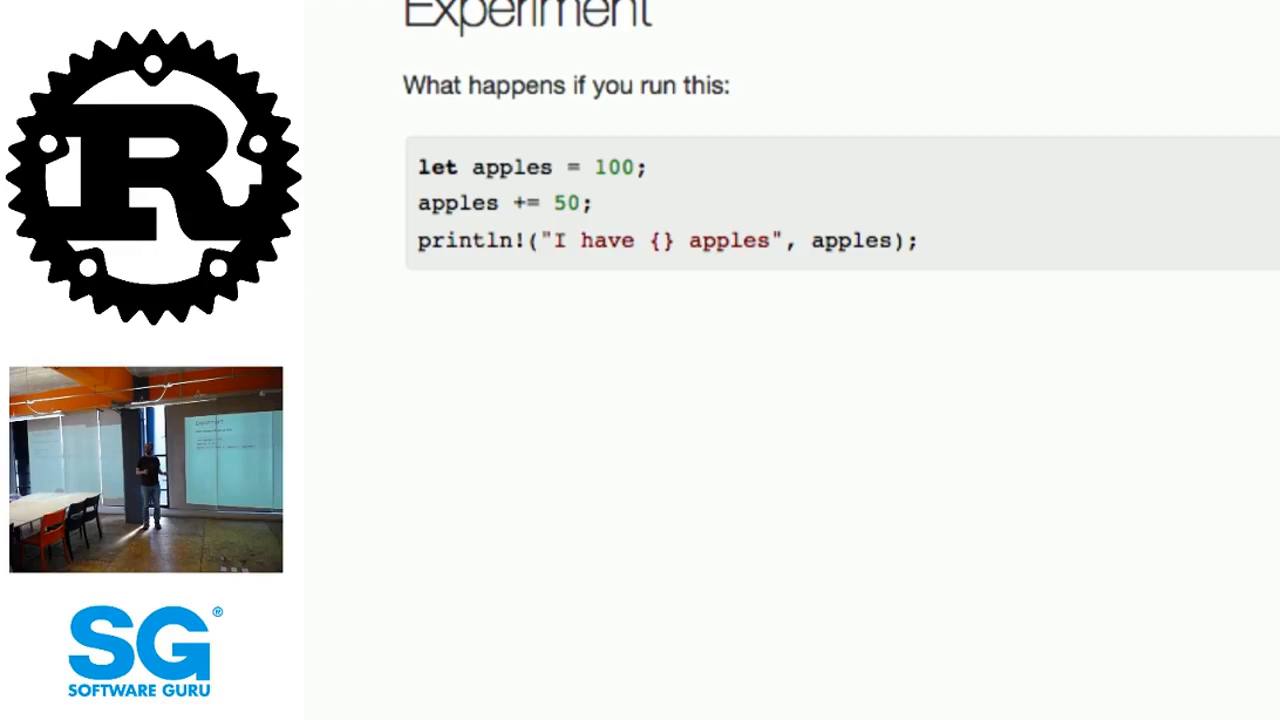 Experiment
What happens if you run this:
let apples = 100;
apples += 50;
println!("I have {} apples", apples);
R
SG®
SOFTWARE GURU